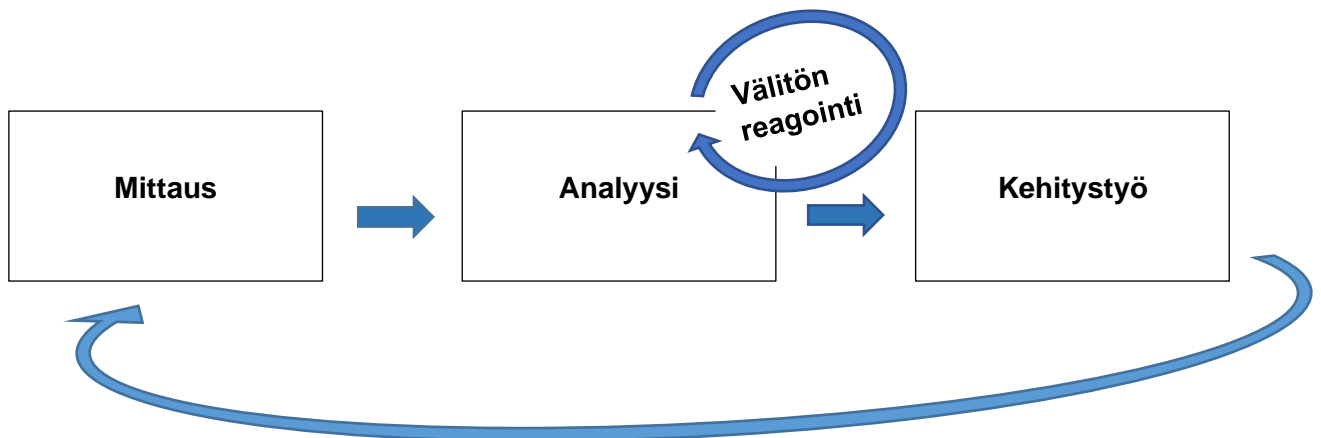 Välitön
reagointi
Mittaus
Analyysi
Kehitystyö